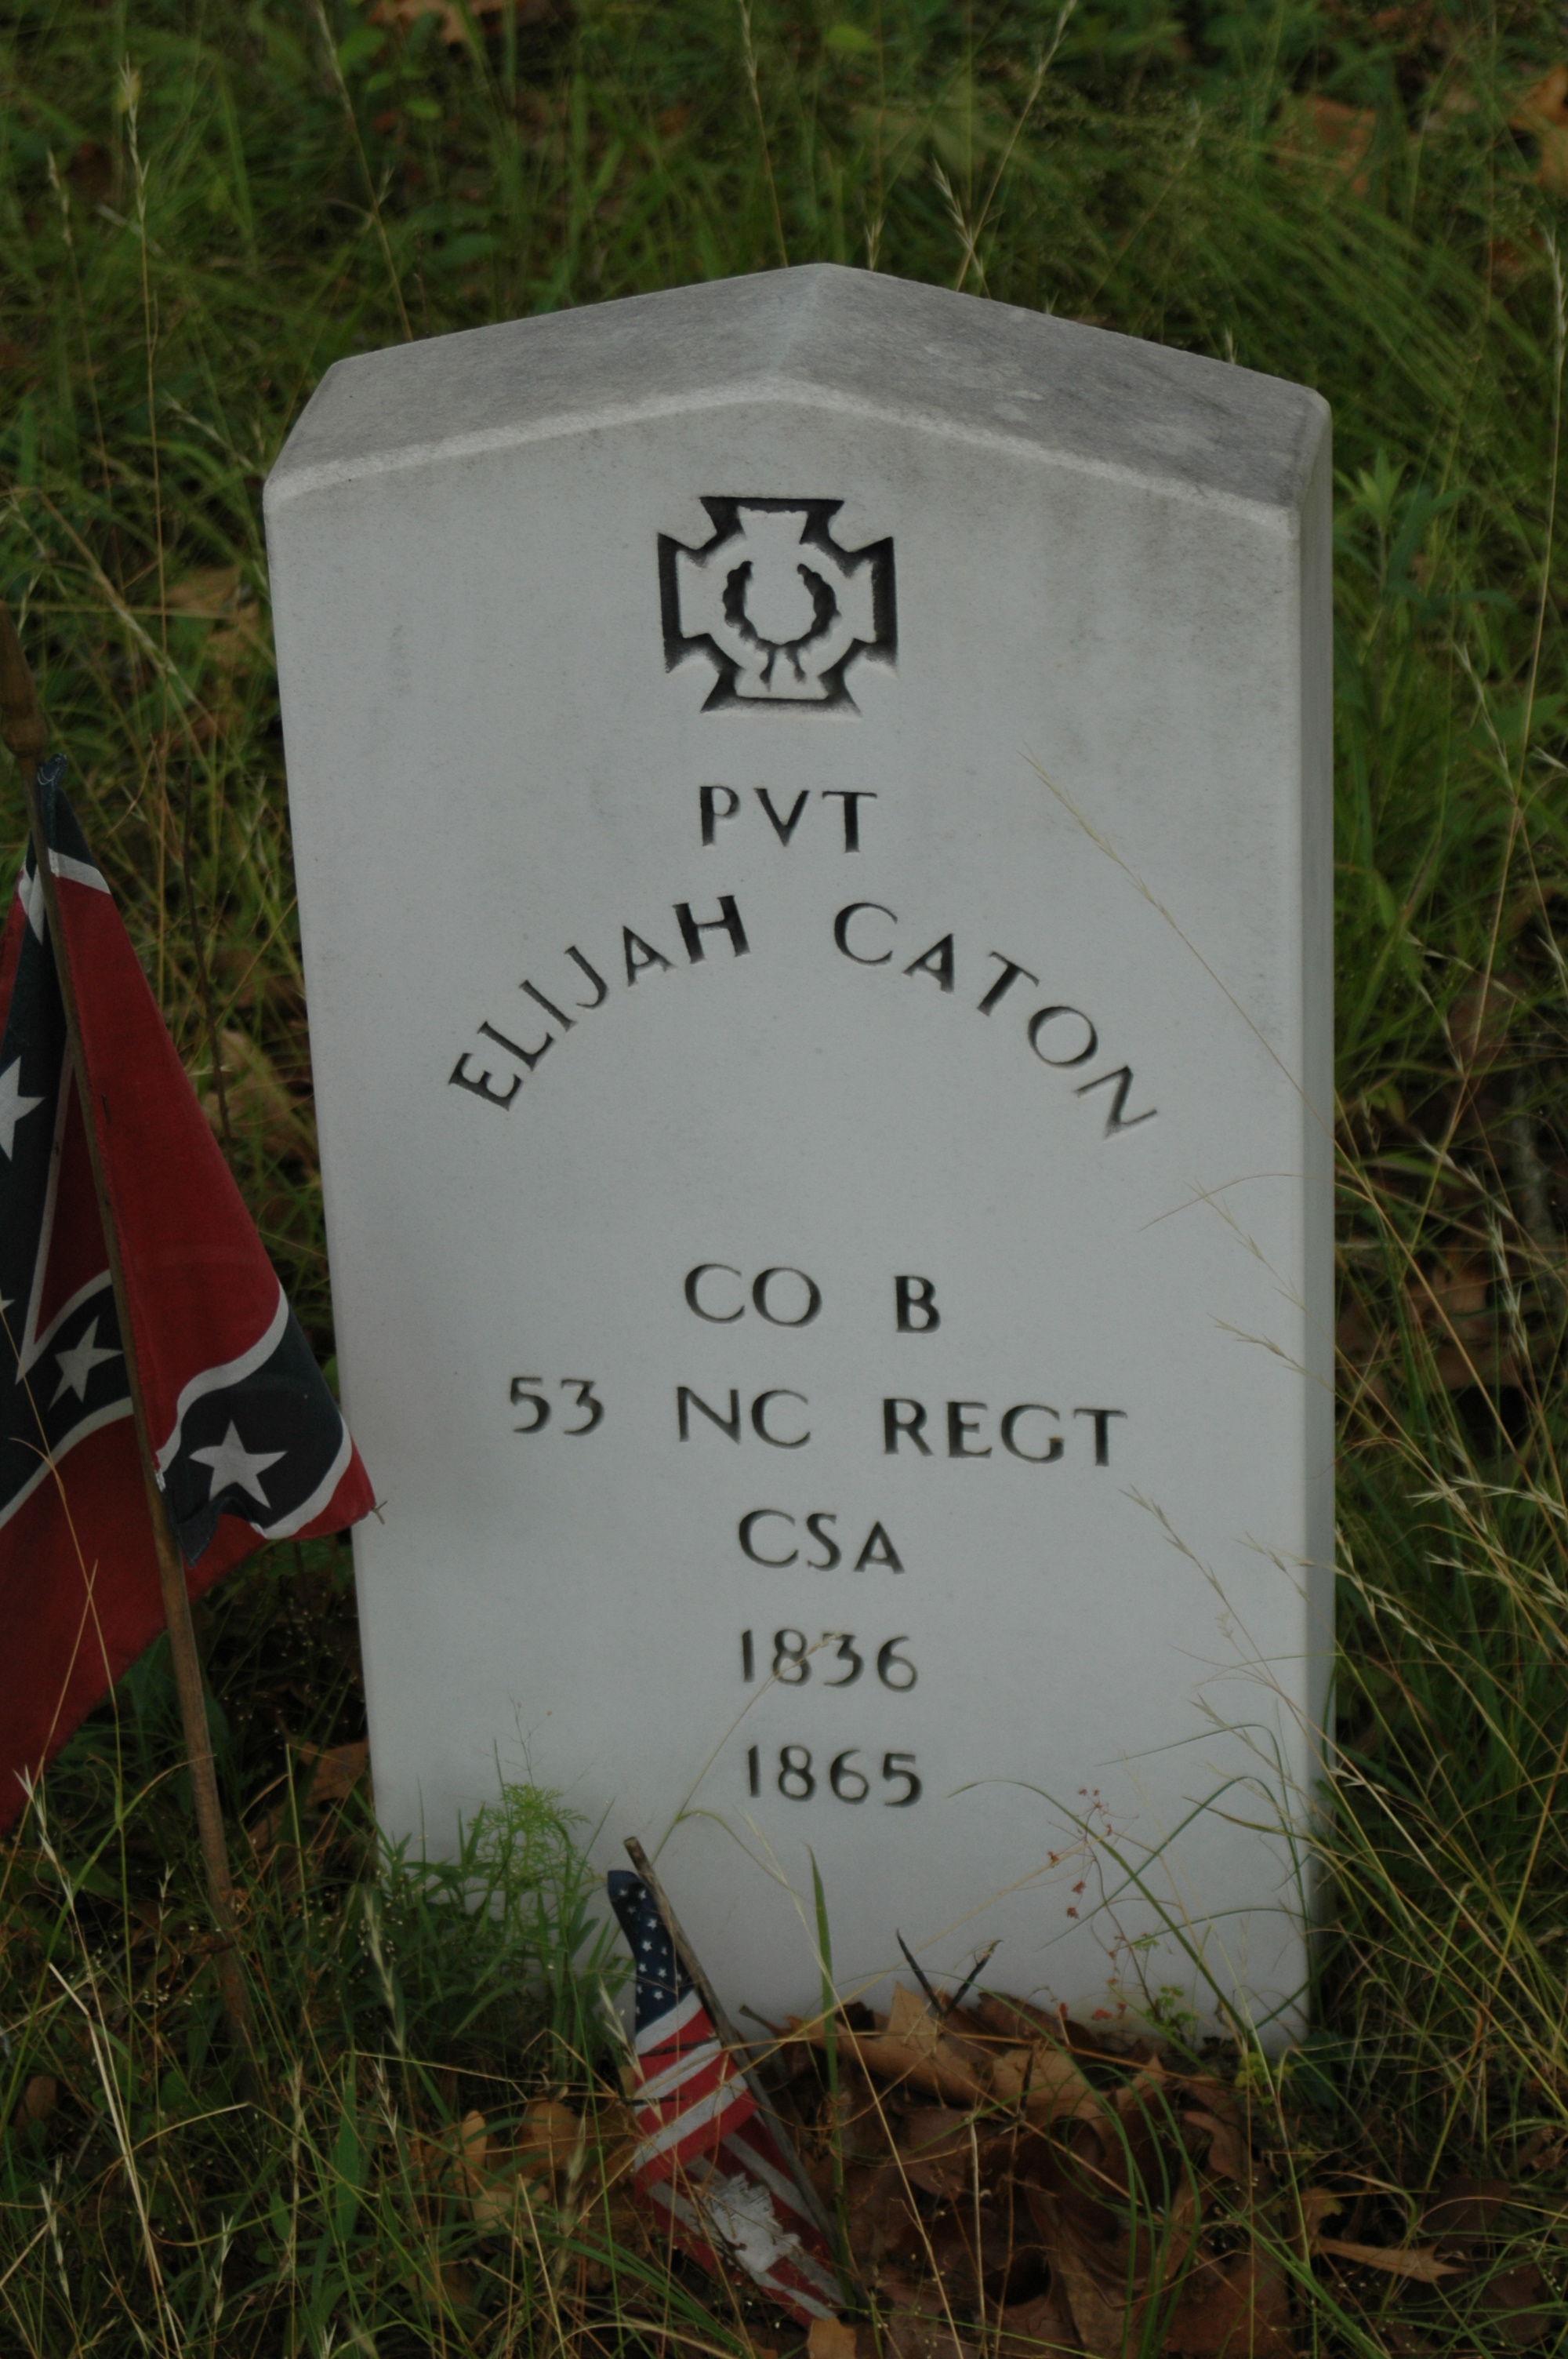 PVT
ELIJAH CATON
CO B
53 NC REGT
CSA
1836
1865